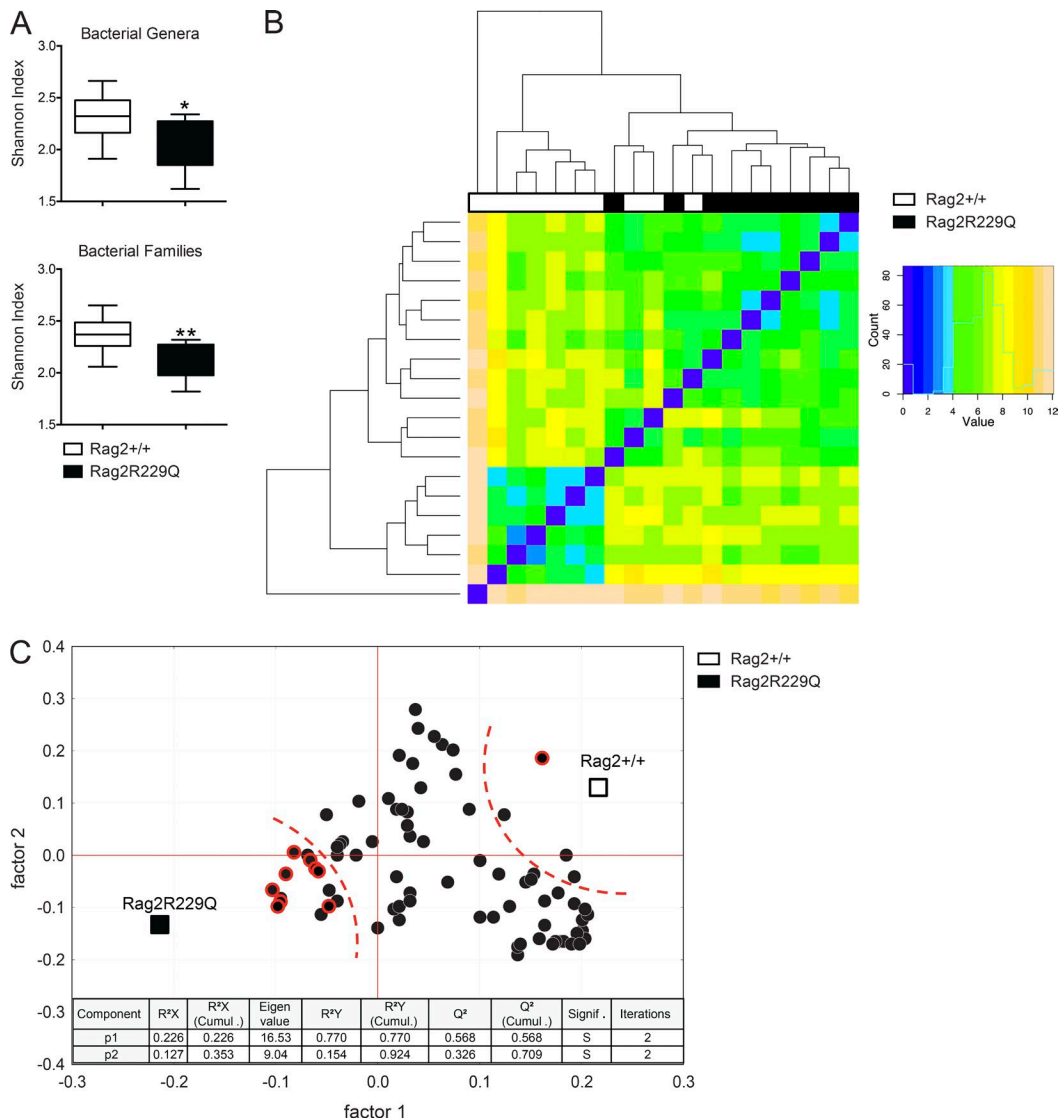 A
Bacterial Genera
Shannon Index
3.0
2.5
2.0
1.5
*
Bacterial Families
Shannon Index
3.0
2.5
2.0
1.5
**
Rag2+/+
Rag2R229Q
B
Rag2+/+
Rag2R229Q
Count
80
60
40
20
0
0 2 4 6 8 10 12
Value
C
Rag2+/+
Rag2R229Q
factor 2
0.4
0.3
0.2
0.1
0.0
-0.1
-0.2
-0.3
-0.4
Rag2+/+
Rag2R229Q
Component R²X R²X (Cumul .) Eigen value R²Y R²Y (Cumul.) Q² Q² (Cumul .) Signif . Iterations
p1 0.226 0.226 16.53 0.770 0.770 0.568 0.568 S 2
p2 0.127 0.353 9.04 0.154 0.924 0.326 0.709 S 2
-0.3 -0.2 -0.1 0.0 0.1 0.2 0.3
factor 1